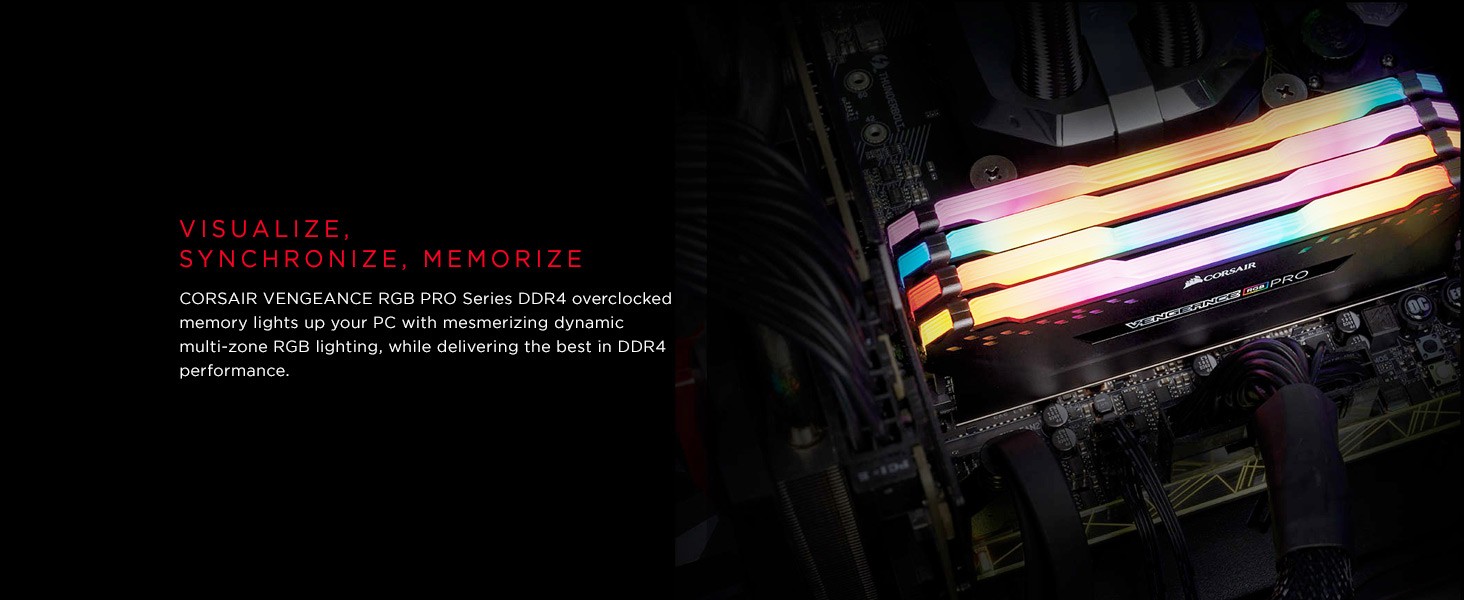 VISUALIZE,
SYNCHRONIZE, MEMORIZE
CORSAIR VENGEANCE RGB PRO Series DDR4 overclocked
memory lights up your PC with mesmerizing dynamic
multi-zone RGB lighting, while delivering the best in DDR4
performance.
THUNDERBOLT
CORSAIR
VENGEANCE RGB PRO